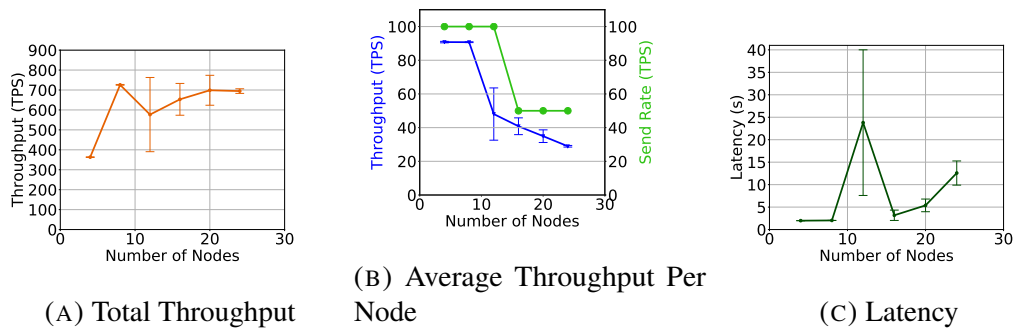 900
800
700
600
500
400
300
200
100
0
Throughput (TPS)
0 10 20 30
Number of Nodes
(A) Total Throughput
100
80
60
40
20
0
Throughput (TPS)
100
80
60
40
20
0
Send Rate (TPS)
0 10 20 30
Number of Nodes
(B) Average Throughput Per
Node
40
35
30
25
20
15
10
5
0
Latency (s)
0 10 20 30
Number of Nodes
(C) Latency